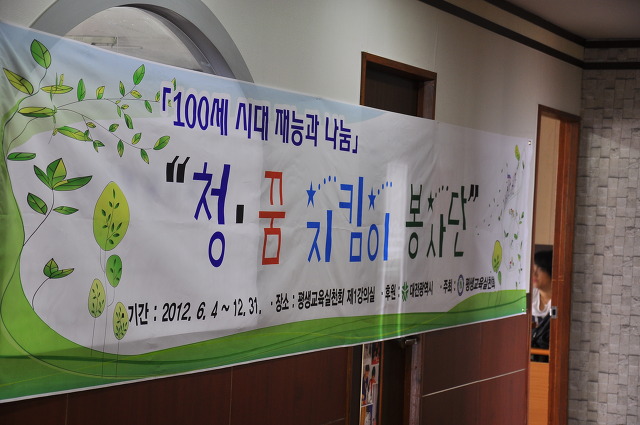 「100세 시대 재능과 나눔」
“청·꿈 지킴이 봉사단”
기간 : 2012. 6. 4 ~ 12. 31. · 장소 : 평생교육실천회 제1강의실 · 후원 : 대전광역시 · 주최 : 평생교육실천회